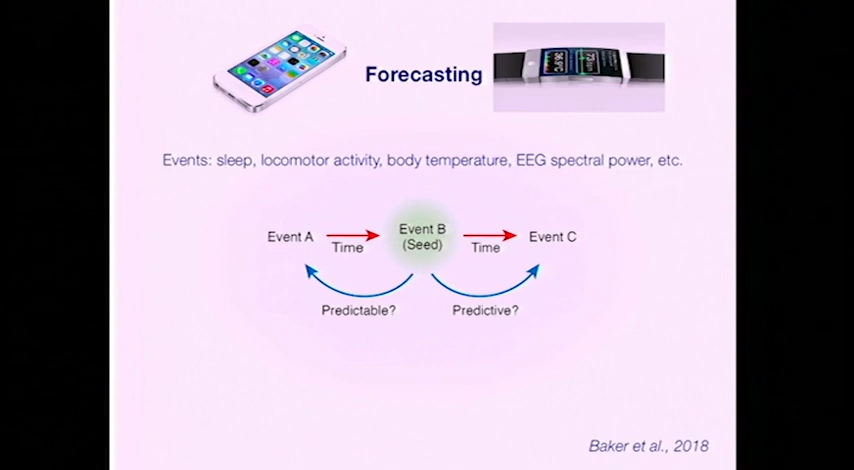 Forecasting
Events: sleep, locomotor activity, body temperature, EEG spectral power, etc.
Event A
Time
Event B
(Seed)
Time
Event C
Predictable?
Predictive?
Baker et al., 2018